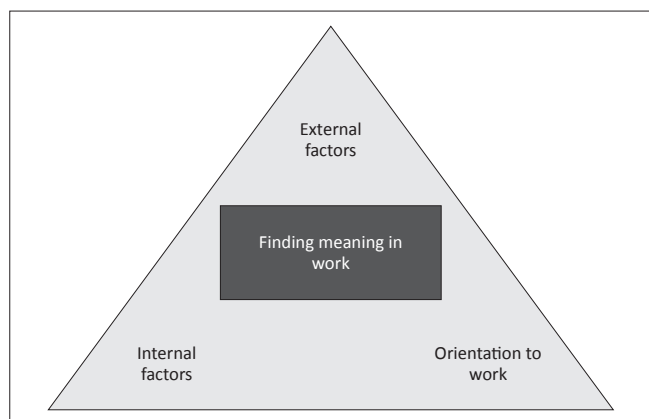 External
factors
Finding meaning in
work
Internal
factors
Orientation to
work